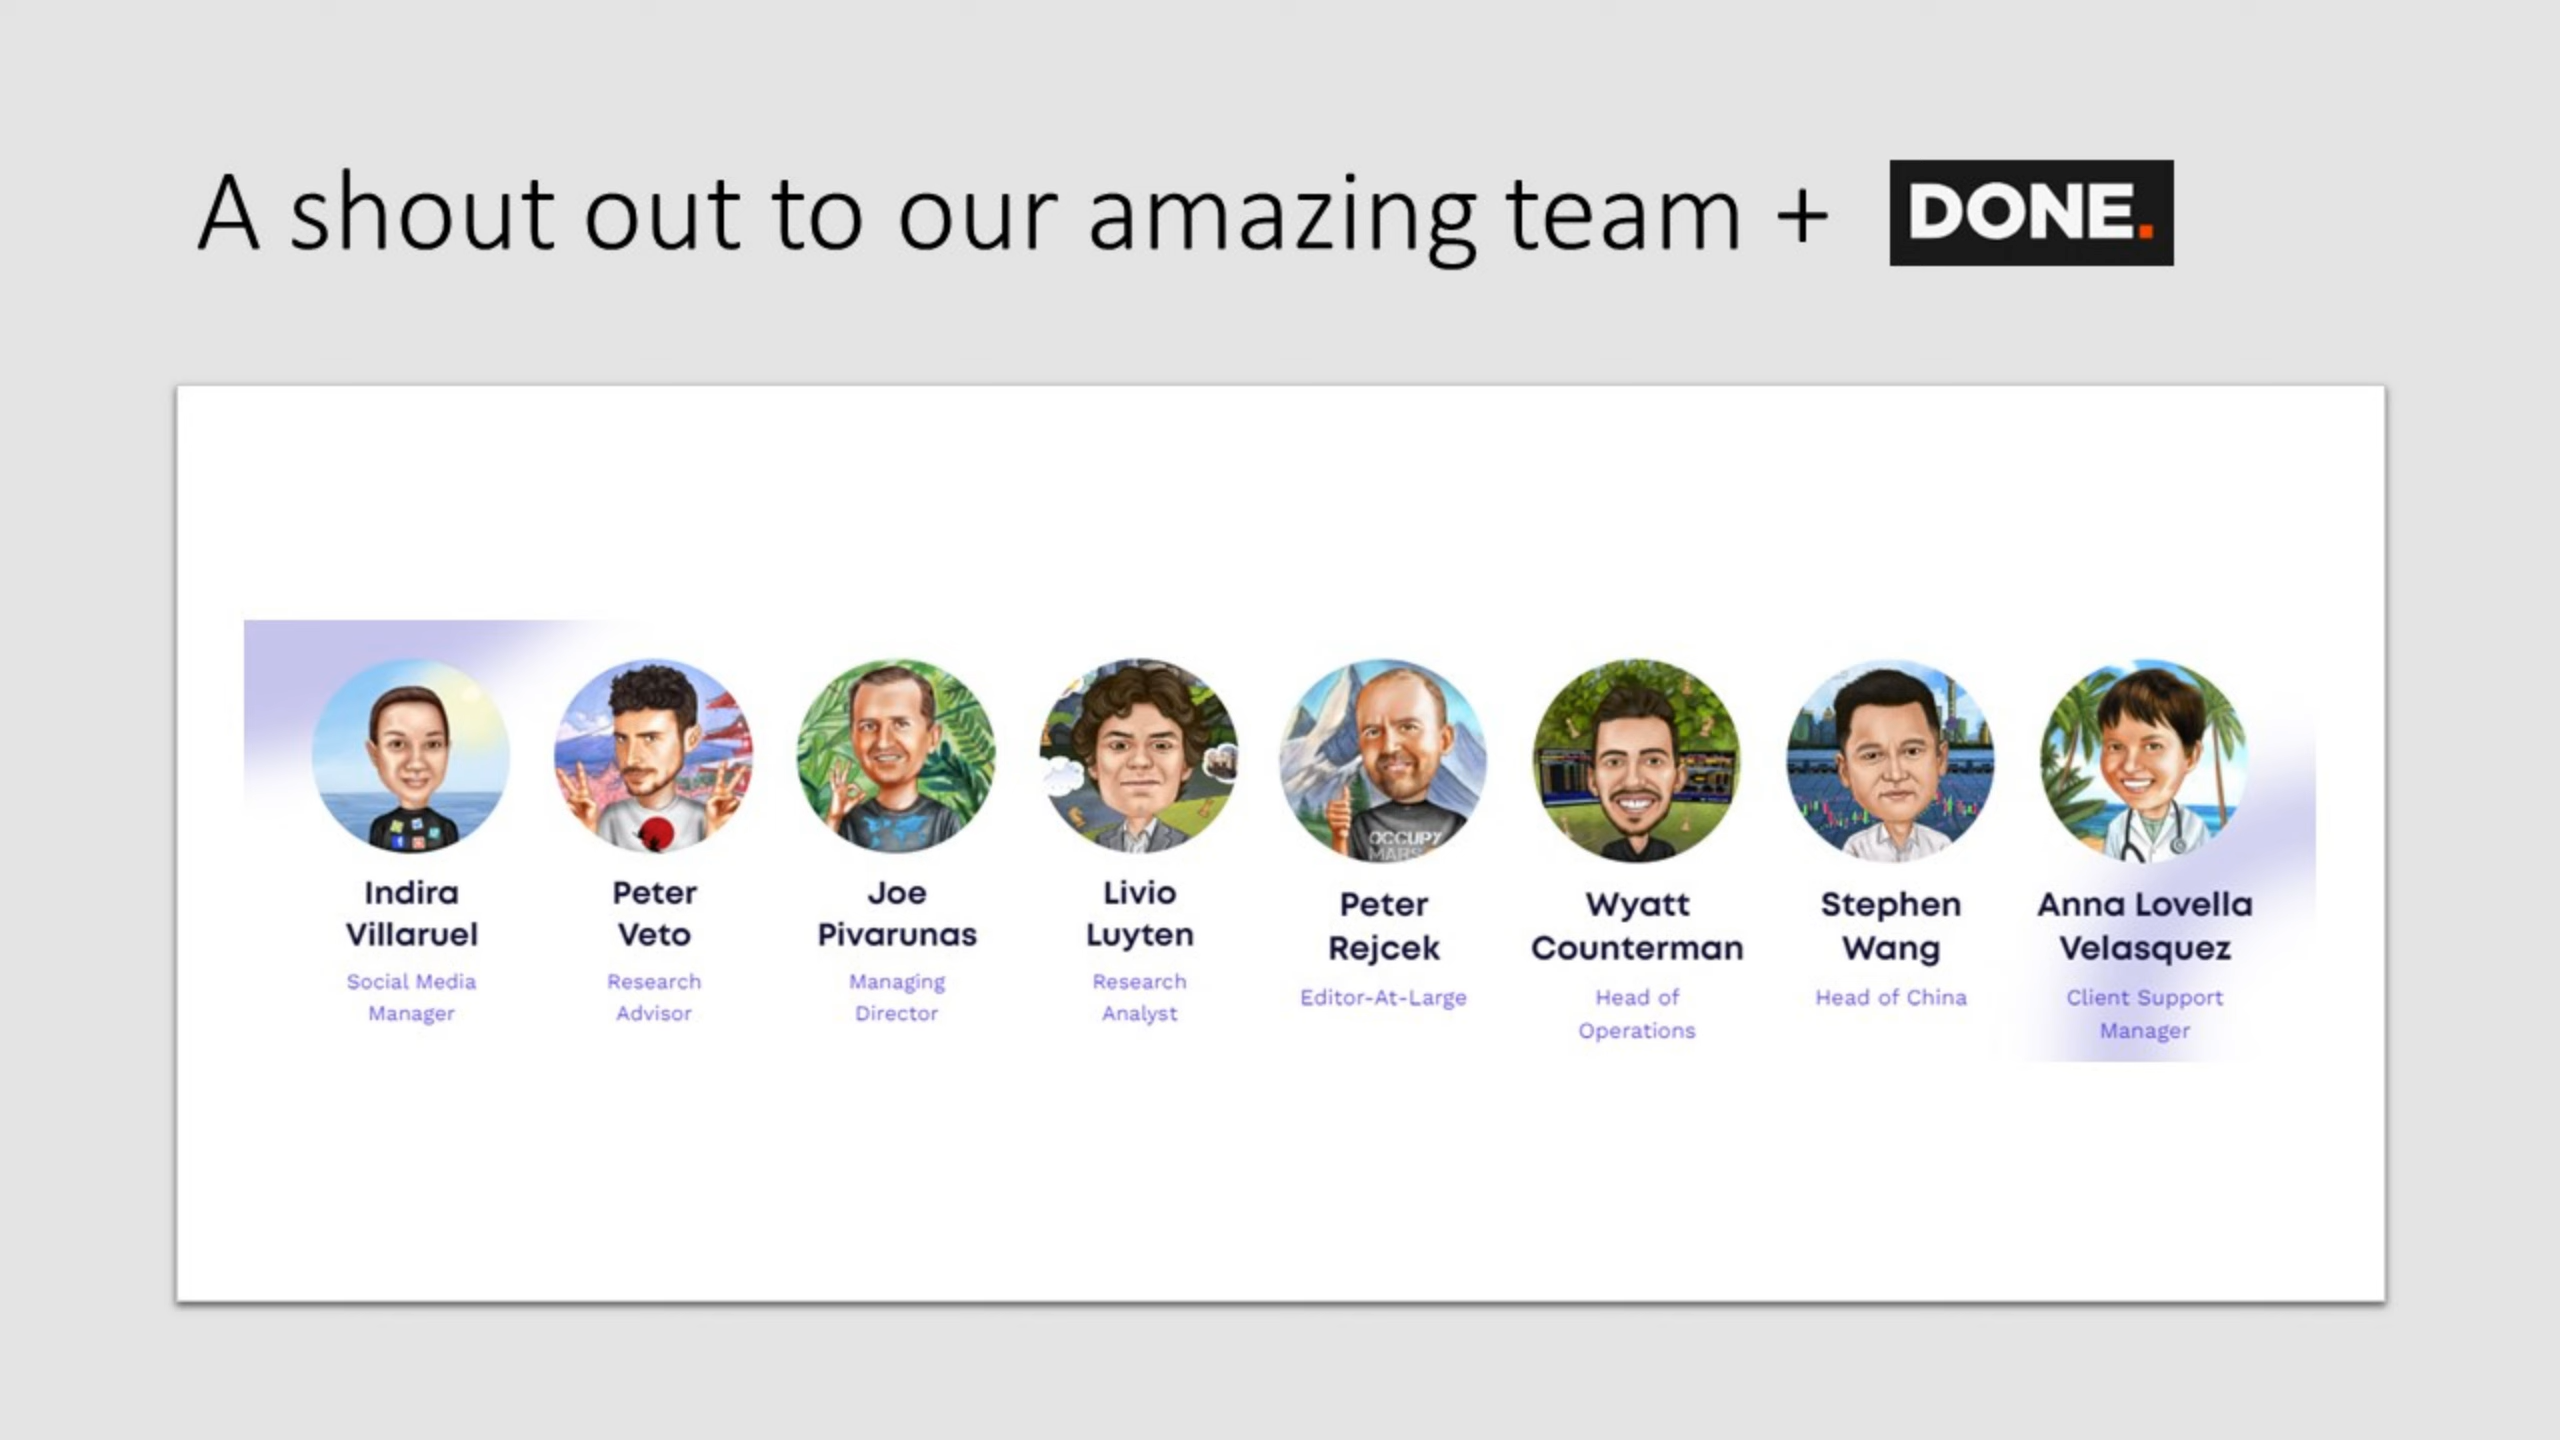 A shout out to our amazing team + DONE.
OCCUPY
MARS
Indira
Villaruel
Social Media
Manager
Peter
Veto
Research
Advisor
Joe
Pivarunas
Managing
Director
Livio
Luyten
Research
Analyst
Peter
Rejcek
Editor-At-Large
Wyatt
Counterman
Head of
Operations
Stephen
Wang
Head of China
Anna Lovella
Velasquez
Client Support
Manager